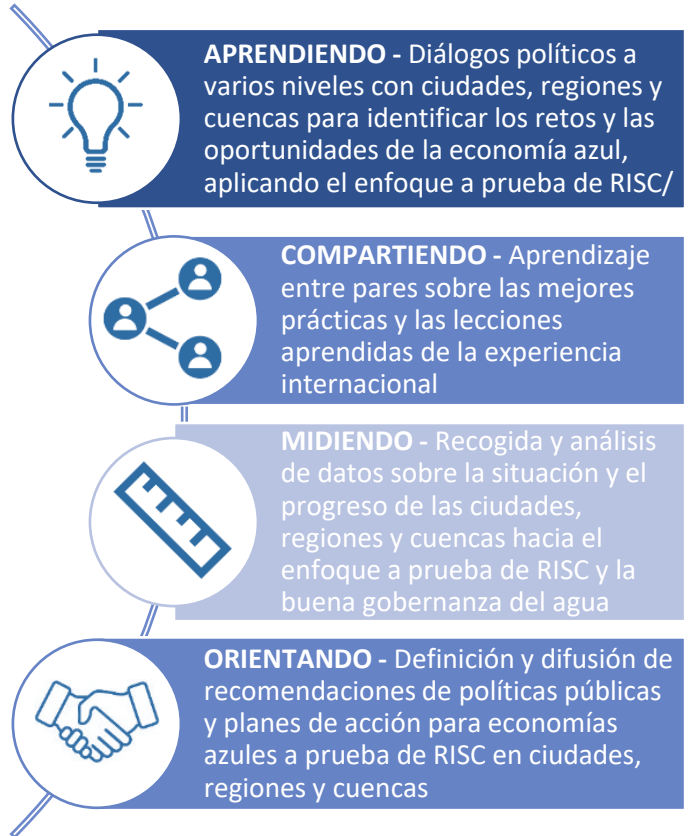 APRENDIENDO - Diálogos políticos a
varios niveles con ciudades, regiones y
cuencas para identificar los retos y las
oportunidades de la economía azul,
aplicando el enfoque a prueba de RISC/
COMPARTIENDO - Aprendizaje
entre pares sobre las mejores
prácticas y las lecciones
aprendidas de la experiencia
internacional
MIDIENDO - Recogida y análisis
de datos sobre la situación y el
progreso de las ciudades,
regiones y cuencas hacia el
enfoque a prueba de RISC y la
buena gobernanza del agua
ORIENTANDO - Definición y difusión de
recomendaciones de políticas públicas
y planes de acción para economías
azules a prueba de RISC en ciudades,
regiones y cuencas